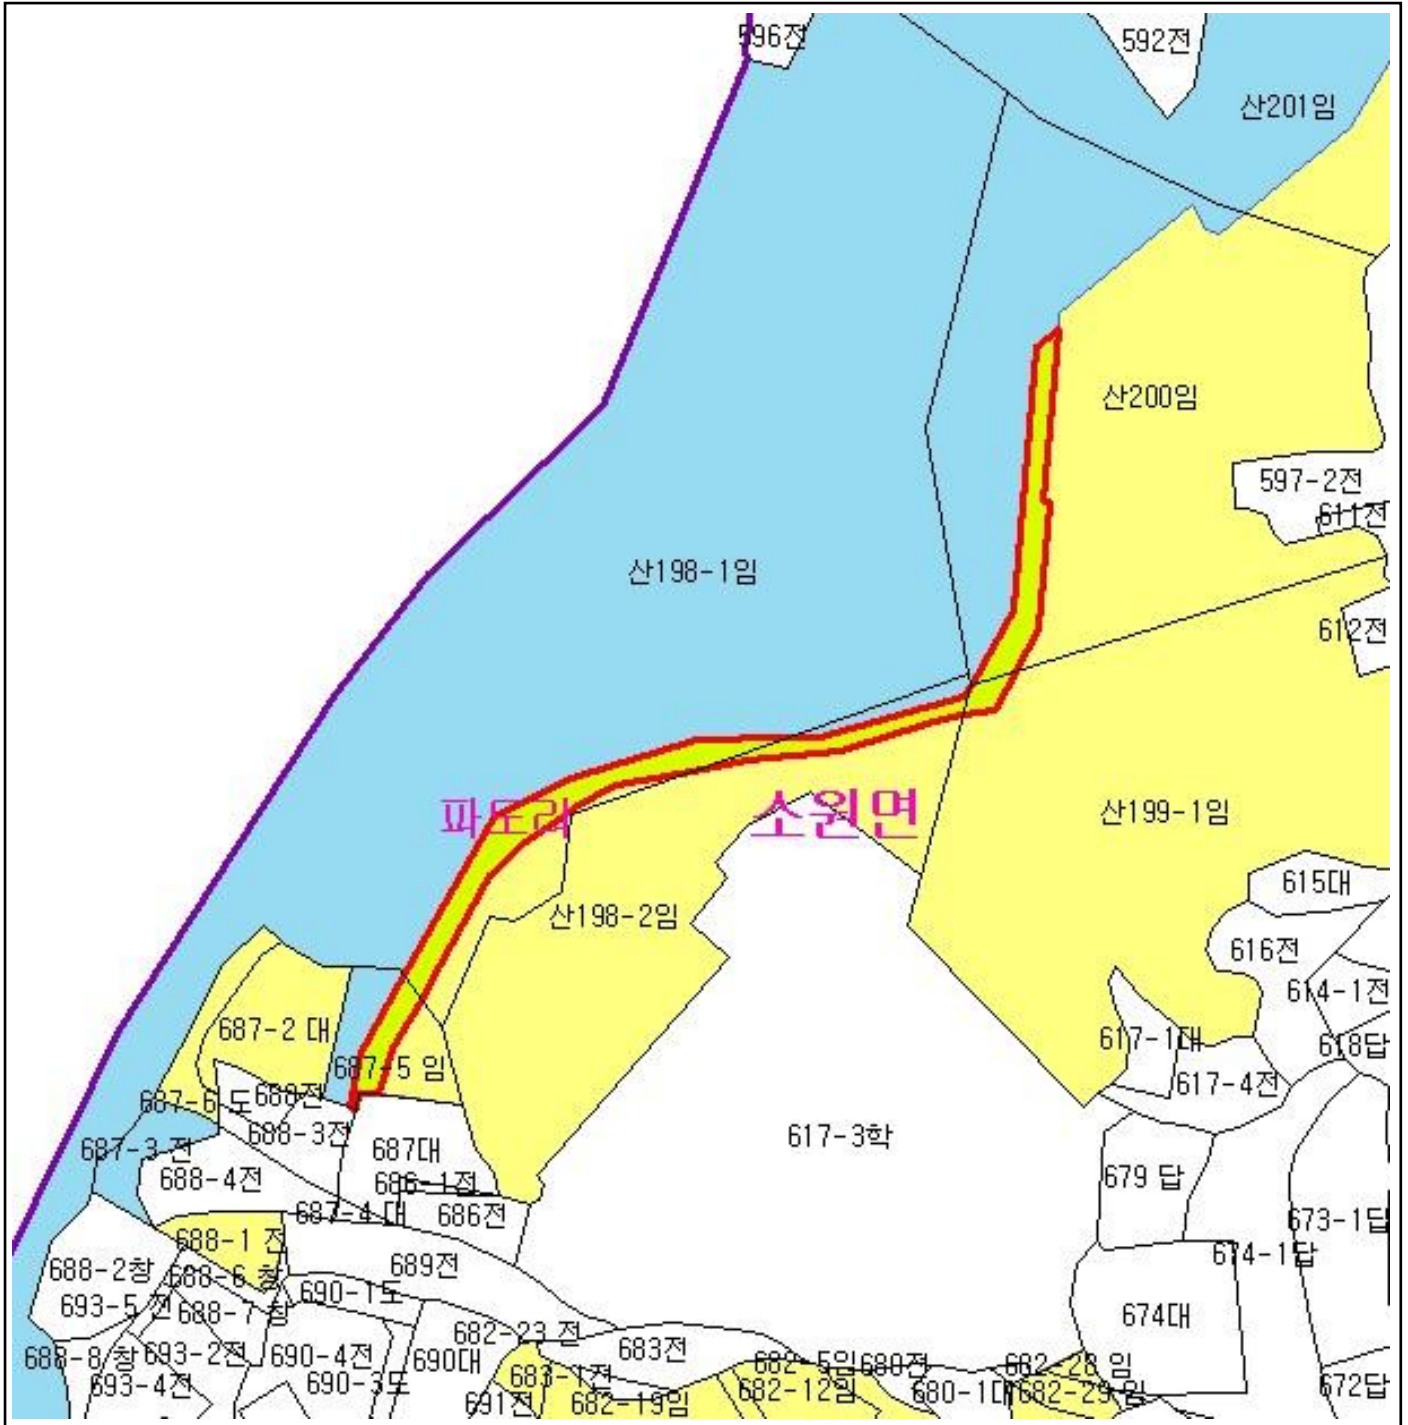 596전
592전
산201임
산200임
597-2전
611전
산198-1임
612전
파도리
소원면
산199-1임
615대
산198-2임
616전
614-1전
687-2 대
617-1대
618답
687-5 임
617-4전
687-6 도
688전
688-3전
617-3학
687-3 전
687대
688-4전
686-1전
679 답
687-4 대
686전
673-1답
688-1 전
674-1답
688-2창
688-6 창
689전
690-1도
693-5 전
688-7 창
674대
682-23 전
683전
688-8 창
693-2전
690-4전
690대
682-5임
680전
682-28 임
693-4전
690-3도
683-1전
682-12임
680-1대
682-29 임
672답
691전
682-19임